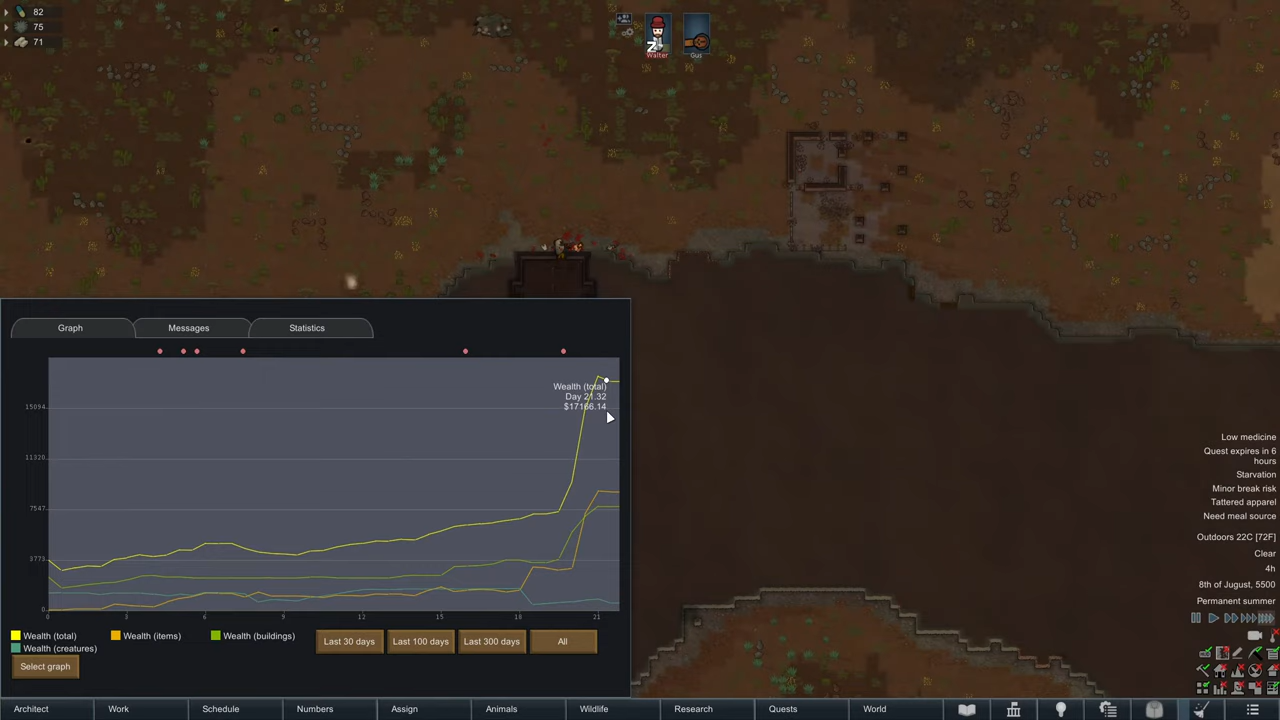 82
75
71
Z
Walter
Gus
Graph
Messages
Statistics
Wealth (total)
Day 21.32
$17166.14
15094
11320
7547
3773
0
0
6
9
12
15
18
21
Wealth (total)
Wealth (items)
Wealth (buildings)
Wealth (creatures)
Last 30 days
Last 100 days
Last 300 days
All
Select graph
Low medicine
Quest expires in 6
hours
Starvation
Minor break risk
Tattered apparel
Need meal source
Outdoors 22C [72F]
Clear
4h
8th of Jugust, 5500
Permanent summer
Architect
Work
Schedule
Numbers
Assign
Animals
Wildlife
Research
Quests
World